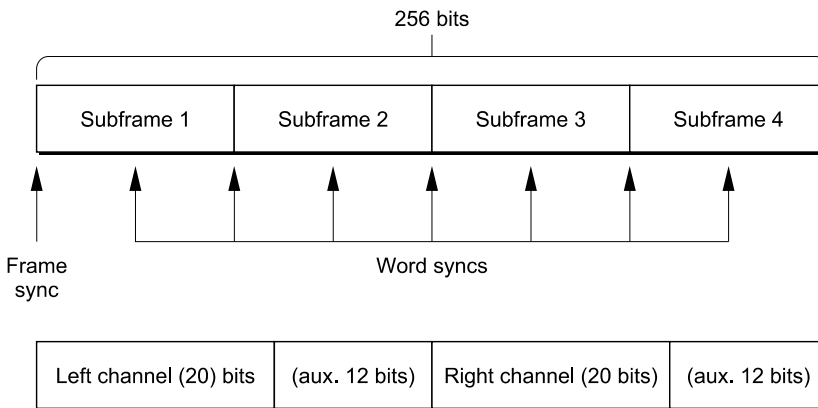 256 bits
Subframe 1 Subframe 2 Subframe 3 Subframe 4
Frame
sync
Word syncs
Left channel (20) bits (aux. 12 bits) Right channel (20 bits) (aux. 12 bits)